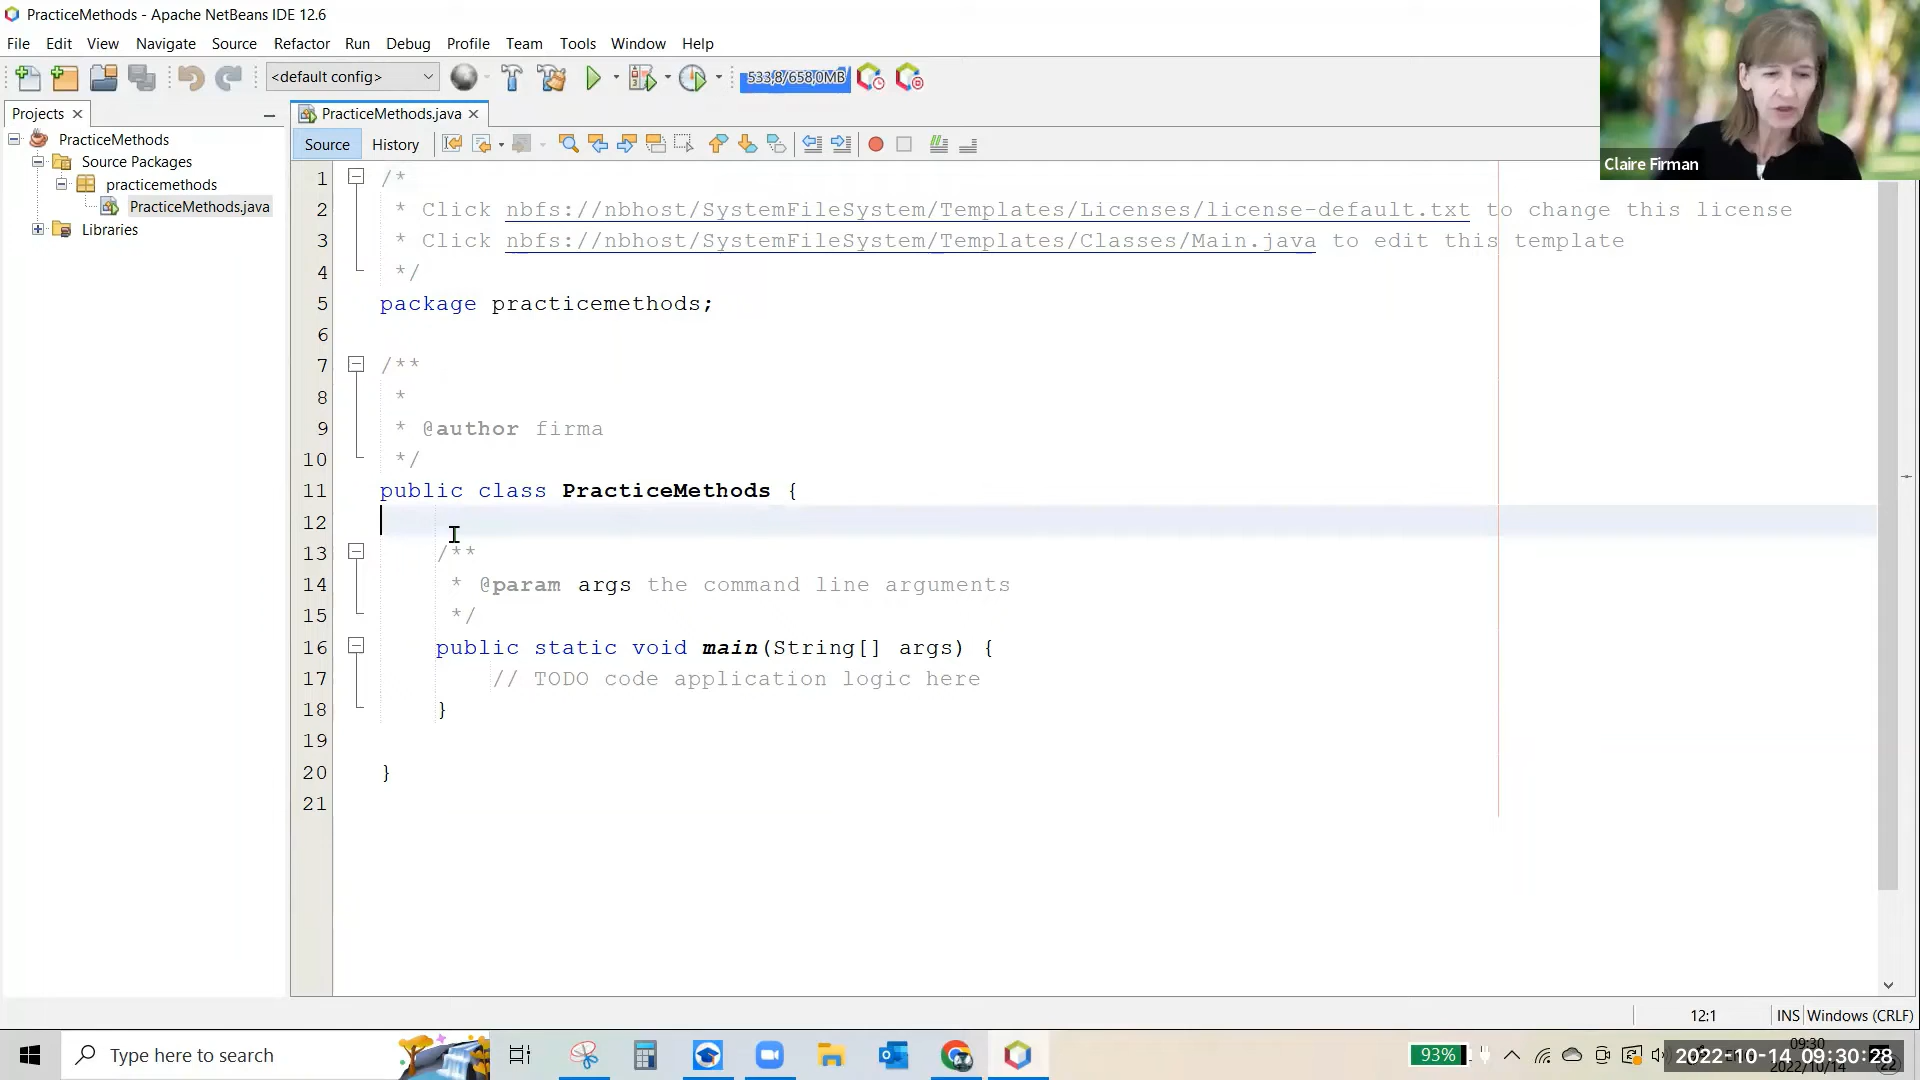 PracticeMethods - Apache NetBeans IDE 12.6
File Edit View Navigate Source Refactor Run Debug Profile Team Tools Window Help
<default config>
533,8/658,0MB
Claire Firman
Projects
PracticeMethods
Source Packages
practicemethods
PracticeMethods.java
Libraries
PracticeMethods.java
Source History
1 /*
2 * Click nbfs://nbhost/SystemFileSystem/Templates/Licenses/license-default.txt to change this license
3 * Click nbfs://nbhost/SystemFileSystem/Templates/Classes/Main.java to edit this template
4 */
5 package practicemethods;
6
7 /**
8 *
9 * @author firma
10 */
11 public class PracticeMethods {
12
13 /**
14 * @param args the command line arguments
15 */
16 public static void main(String[] args) {
17 // TODO code application logic here
18 }
19
20 }
21
12:1 INS Windows (CRLF)
Type here to search
93%
09:30
2022-10-14 09:30:28
2022/10/14
22